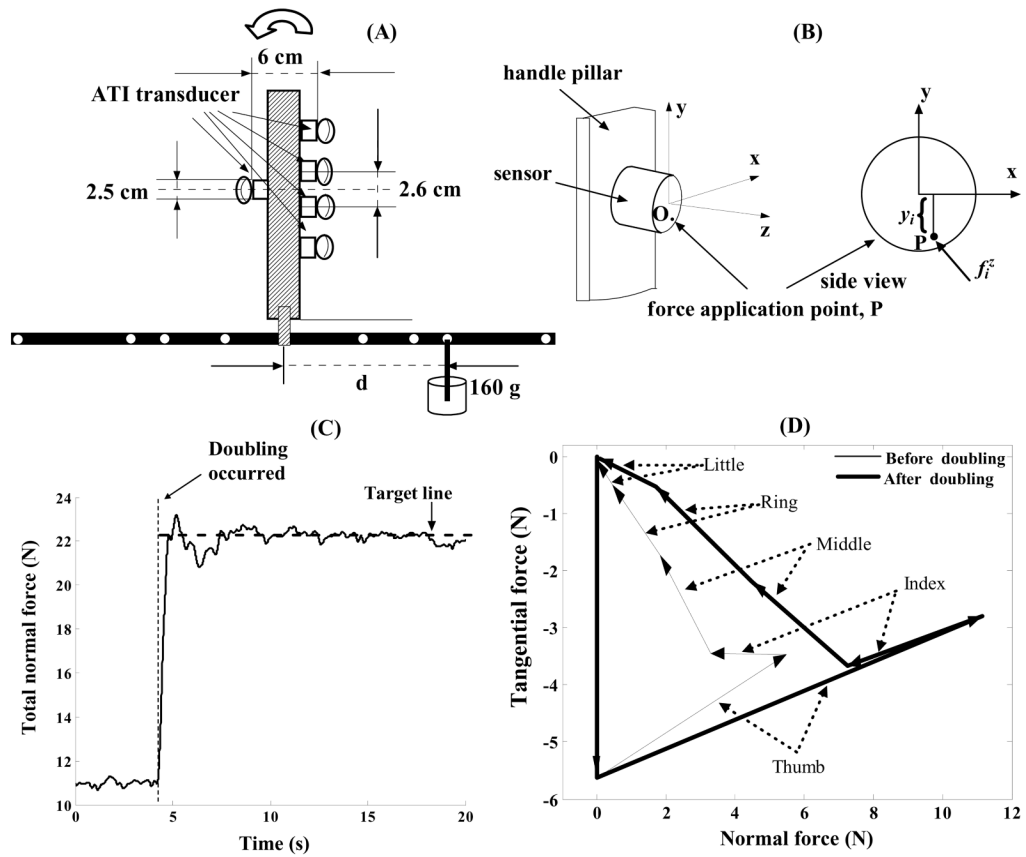 (A)
6 cm
ATI transducer
2.5 cm
2.6 cm
d
160 g
(B)
handle pillar
y
x
sensor
O.
z
y
x
y_i
P
f_i^z
side view
force application point, P
(C)
Doubling
occurred
Target line
Total normal force (N)
24
22
20
18
16
14
12
10
0
5
10
15
20
Time (s)
(D)
Before doubling
After doubling
Little
Ring
Middle
Index
Thumb
Tangential force (N)
0
-1
-2
-3
-4
-5
-6
0
2
4
6
8
10
12
Normal force (N)